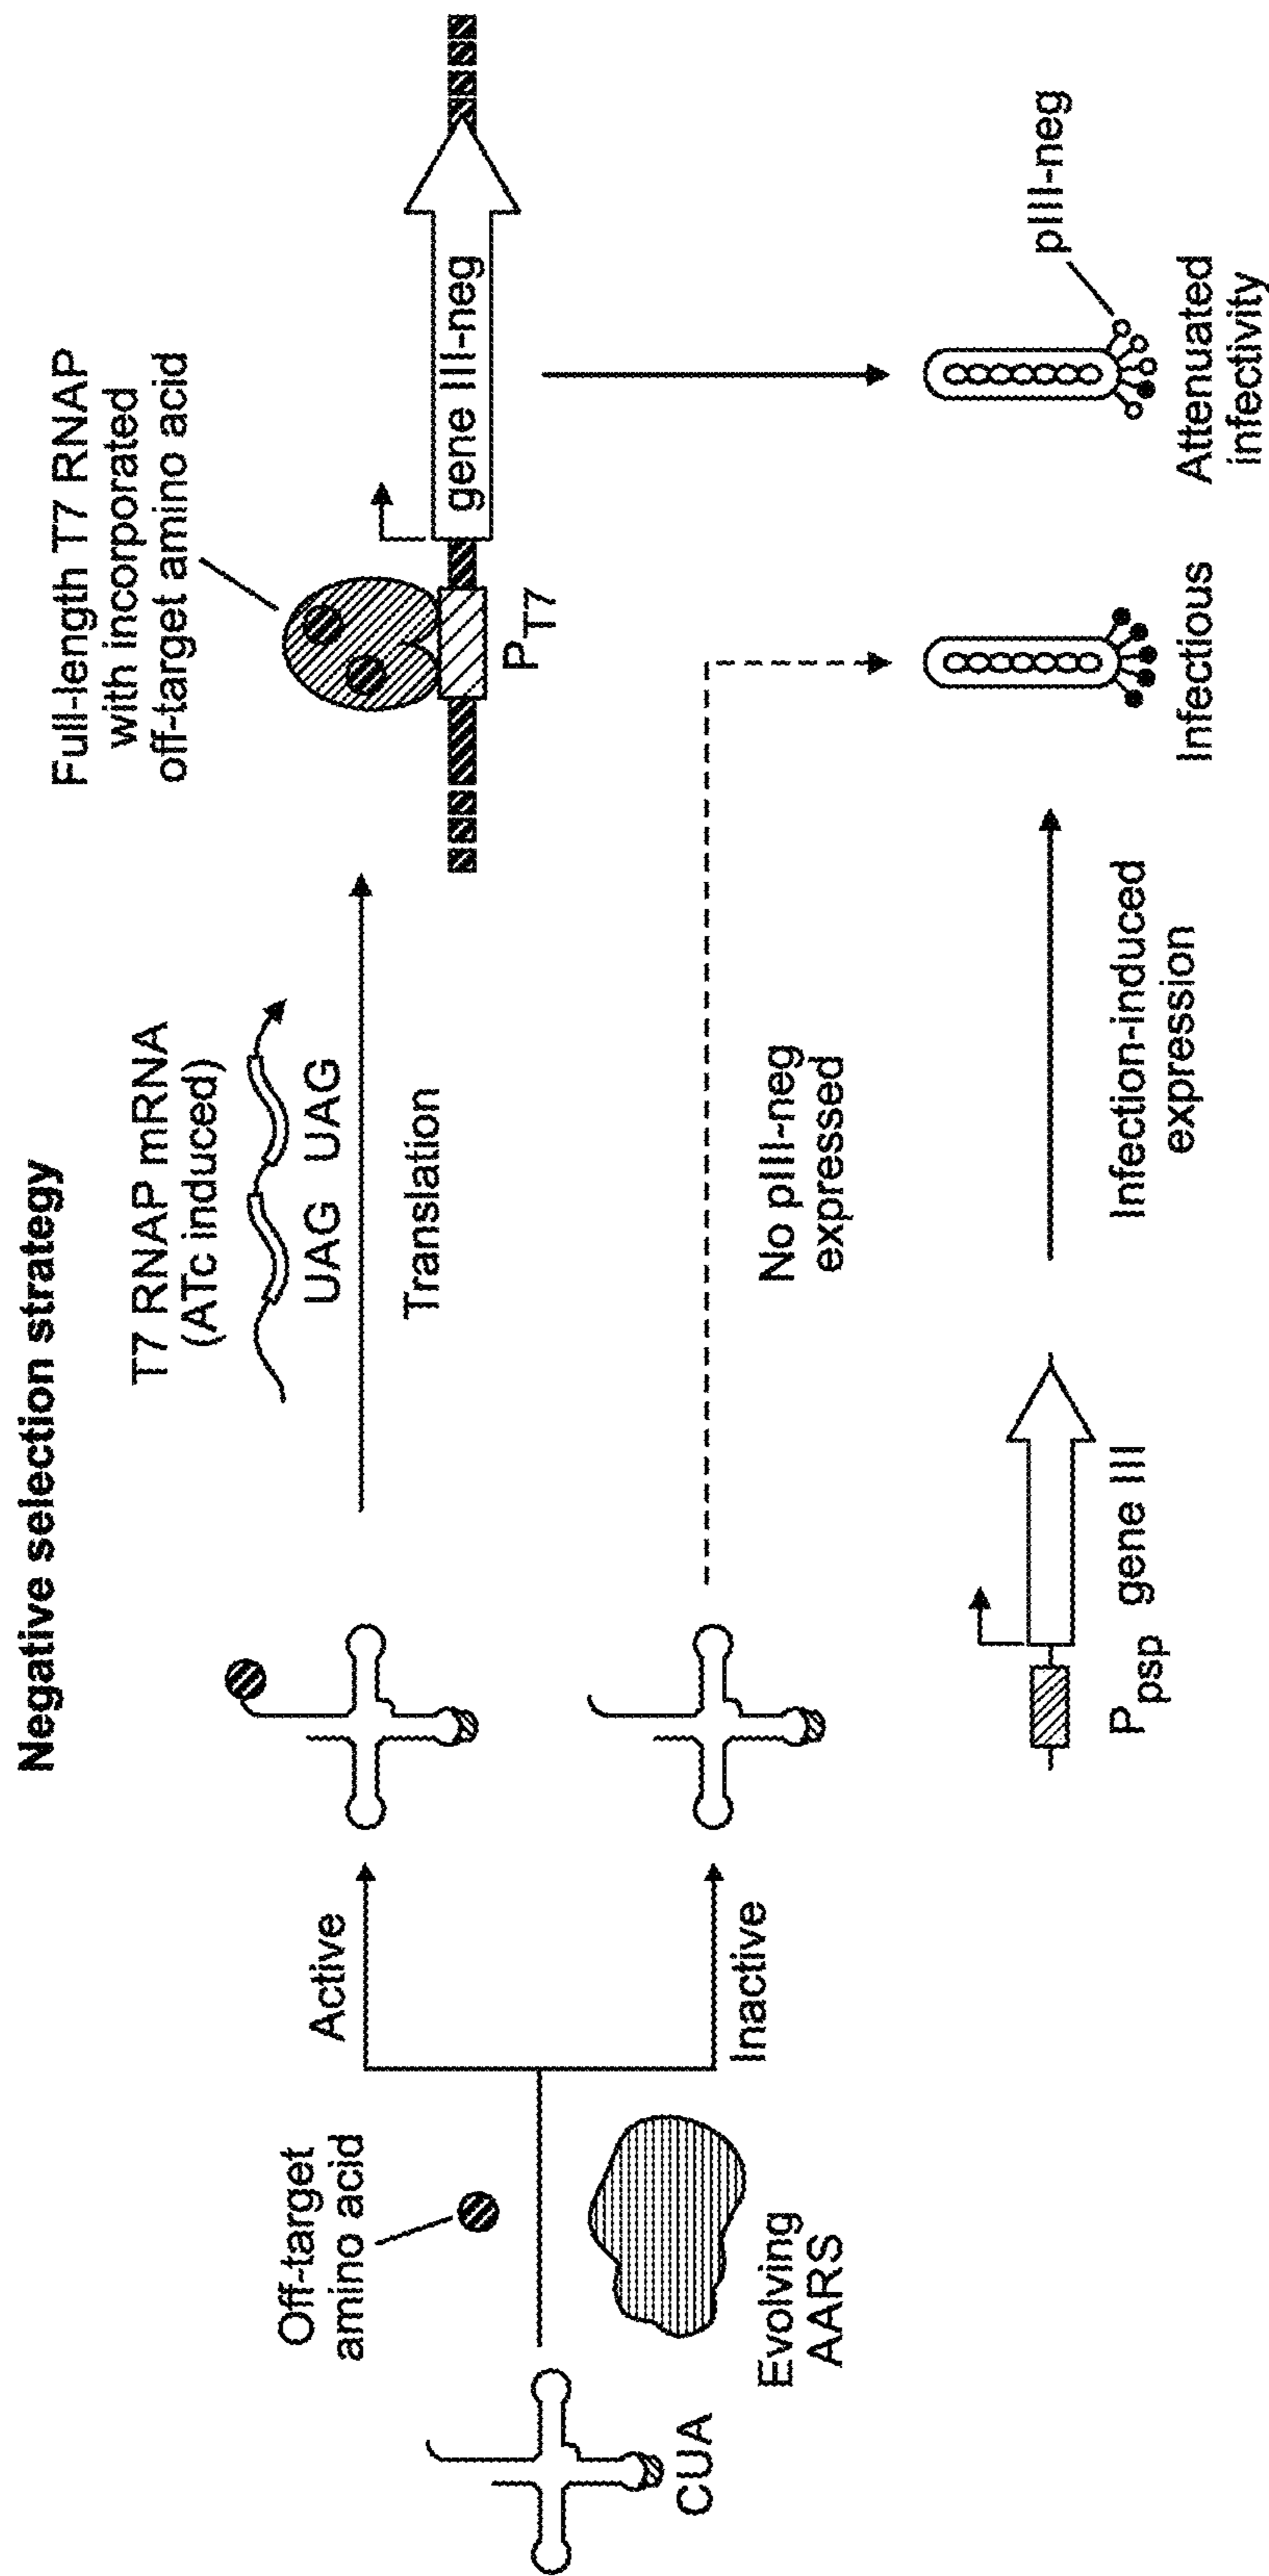 Negative selection strategy
Off-target
amino acid
CUA
Evolving
AARS
Active
Inactive
T7 RNAP mRNA
(ATc induced)
UAG UAG
Translation
Full-length T7 RNAP
with incorporated
off-target amino acid
PT7
gene III-neg
No pIII-neg
expressed
Ppsp gene III
Infection-induced
expression
Infectious
Attenuated
infectivity
pIII-neg